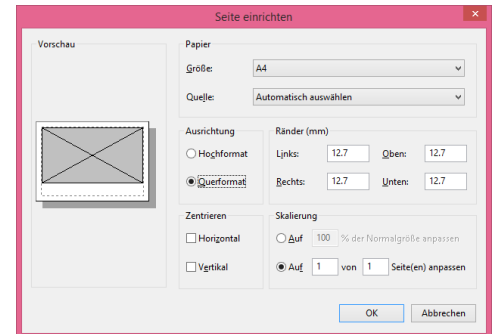 Seite einrichten
Vorschau
Papier
Größe: A4
Quelle: Automatisch auswählen
Ausrichtung
Hochformat
Querformat
Ränder (mm)
Links: 12.7 Oben: 12.7
Rechts: 12.7 Unten: 12.7
Zentrieren
Horizontal
Vertikal
Skalierung
Auf 100 % der Normalgröße anpassen
Auf 1 von 1 Seite(en) anpassen
OK Abbrechen